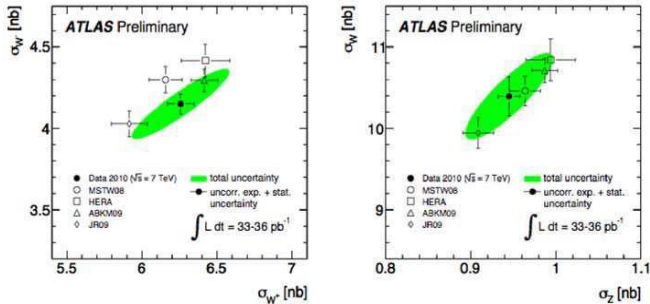 ATLAS Preliminary
σW- [nb]
4.5
4
3.5
Data 2010 (√s = 7 TeV)
MSTW08
HERA
ABKM09
JR09
total uncertainty
uncorr. exp. + stat.
uncertainty
∫ L dt = 33-36 pb-1
5.5 6 6.5 7
σW+ [nb]
ATLAS Preliminary
σW [nb]
11
10
9
Data 2010 (√s = 7 TeV)
MSTW08
HERA
ABKM09
JR09
total uncertainty
uncorr. exp. + stat.
uncertainty
∫ L dt = 33-36 pb-1
0.8 0.9 1 1.1
σZ [nb]